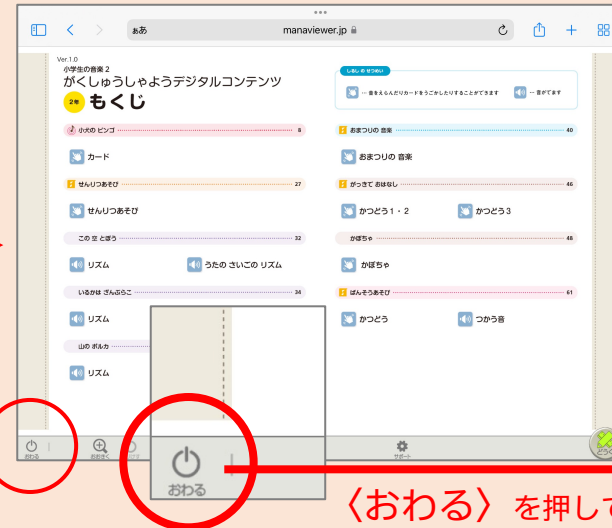 ぁあ
manaviewer.jp
Ver.1.0
小学生の音楽 2
がくしゅうしゃようデジタルコンテンツ
2年 もくじ
しるし の せつめい
… 音をえらんだりカードをうごかしたりすることができます
… 音がでます
小犬の ビンゴ 8
カード
せんりつあそび 27
せんりつあそび
この 空 とぼう 32
リズム
うたの さいごの リズム
いるかは ざんぶらこ 34
リズム
山の ポルカ
リズム
おまつりの 音楽 40
おまつりの 音楽
がっきで おはなし 46
かつどう1・2
かつどう3
かぼちゃ 48
かぼちゃ
ばんそうあそび 61
かつどう
つかう音
おわる
サポート
おわる
〈おわる〉を押して